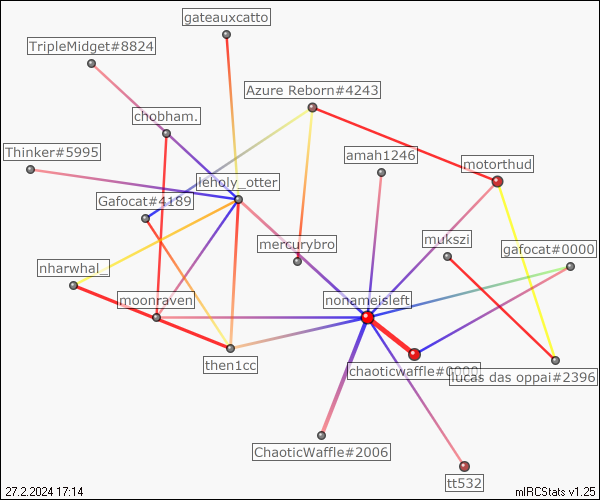 gateauxcatto
TripleMidget#8824
Azure Reborn#4243
chobham.
Thinker#5995
amah1246
motorthud
leholy_otter
Gafocat#4189
mercurybro
mukszi
gafocat#0000
nharwhal_
moonraven
nonameisleft
then1cc
chaoticwaffle#0000
lucas das oppai#2396
ChaoticWaffle#2006
tt532
27.2.2024 17:14
mIRCStats v1.25